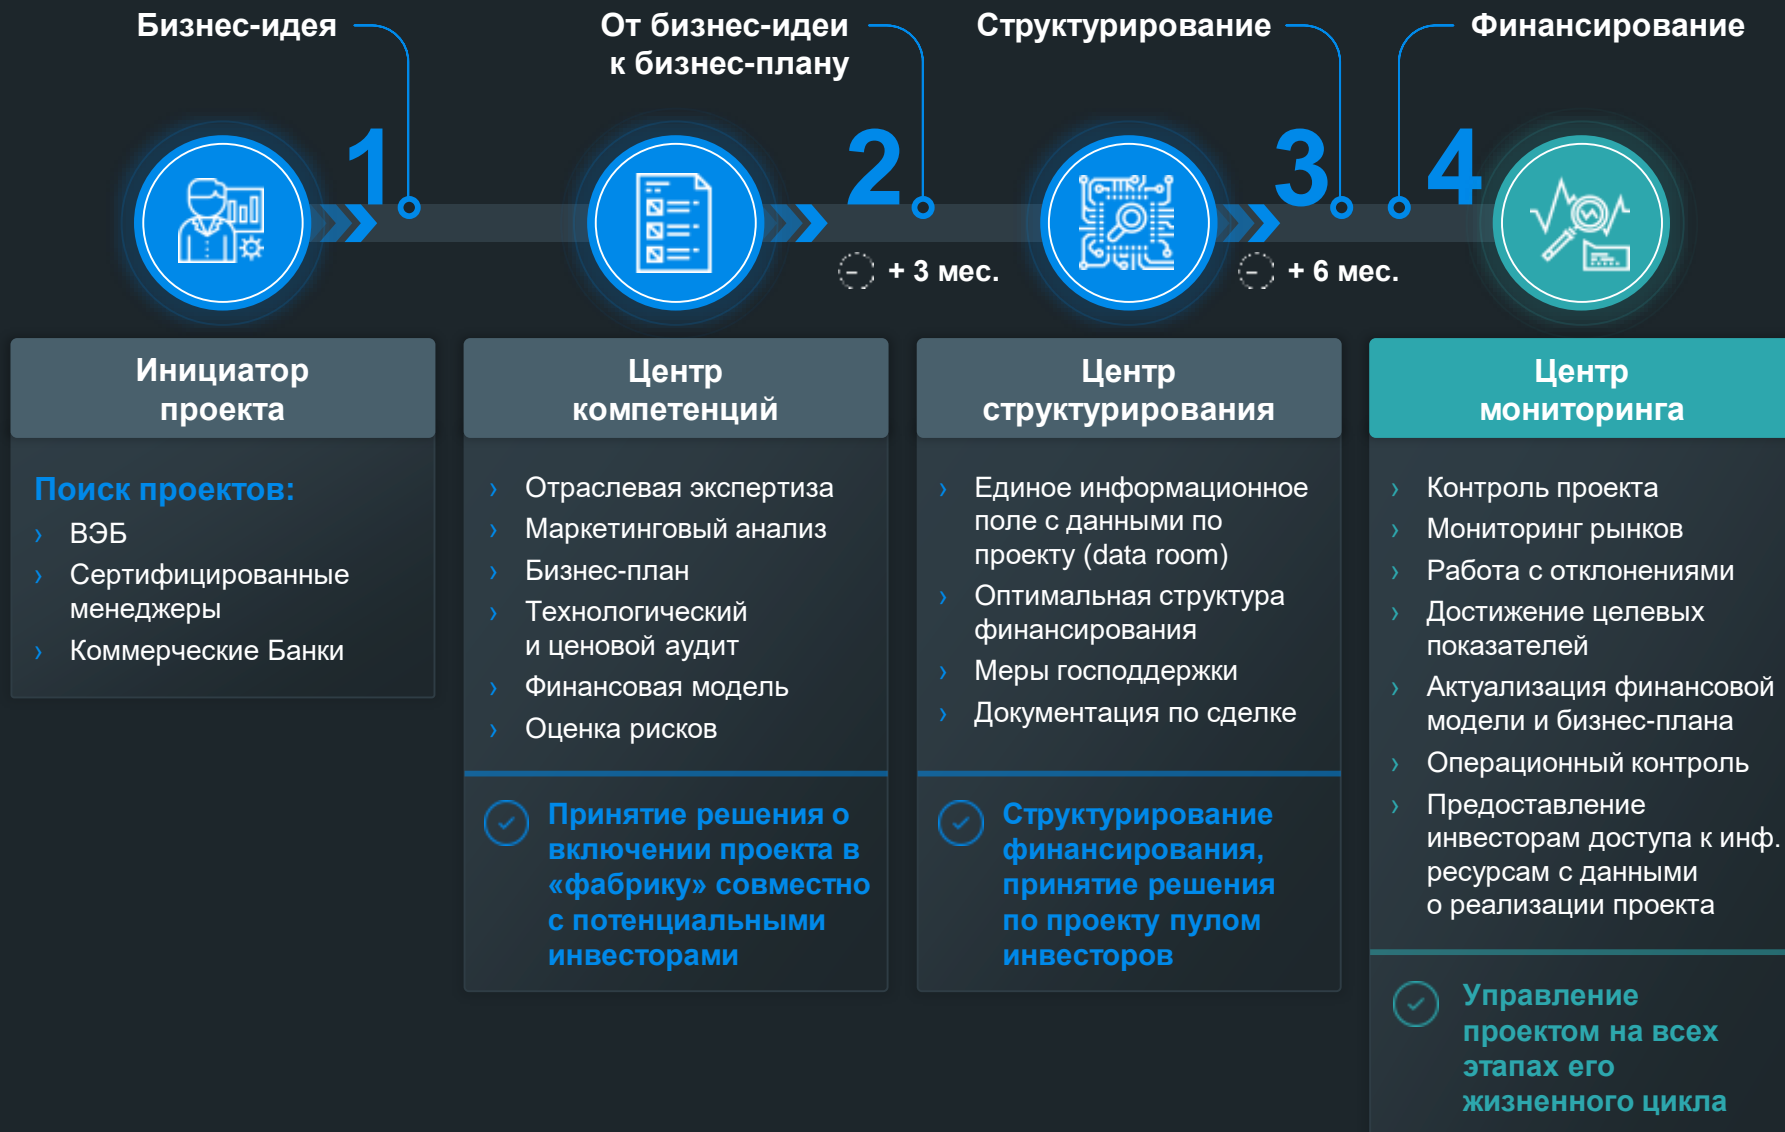 Бизнес-идея
От бизнес-идеи
к бизнес-плану
Структурирование
Финансирование
1
2
3
4
+ 3 мес.
+ 6 мес.
Инициатор
проекта
Поиск проектов:
› ВЭБ
› Сертифицированные
менеджеры
› Коммерческие Банки
Центр
компетенций
› Отраслевая экспертиза
› Маркетинговый анализ
› Бизнес-план
› Технологический
и ценовой аудит
› Финансовая модель
› Оценка рисков
Принятие решения о
включении проекта в
«фабрику» совместно
с потенциальными
инвесторами
Центр
структурирования
› Единое информационное
поле с данными по
проекту (data room)
› Оптимальная структура
финансирования
› Меры господдержки
› Документация по сделке
Структурирование
финансирования,
принятие решения
по проекту пулом
инвесторов
Центр
мониторинга
› Контроль проекта
› Мониторинг рынков
› Работа с отклонениями
› Достижение целевых
показателей
› Актуализация финансовой
модели и бизнес-плана
› Операционный контроль
› Предоставление
инвесторам доступа к инф.
ресурсам с данными
о реализации проекта
Управление
проектом на всех
этапах его
жизненного цикла